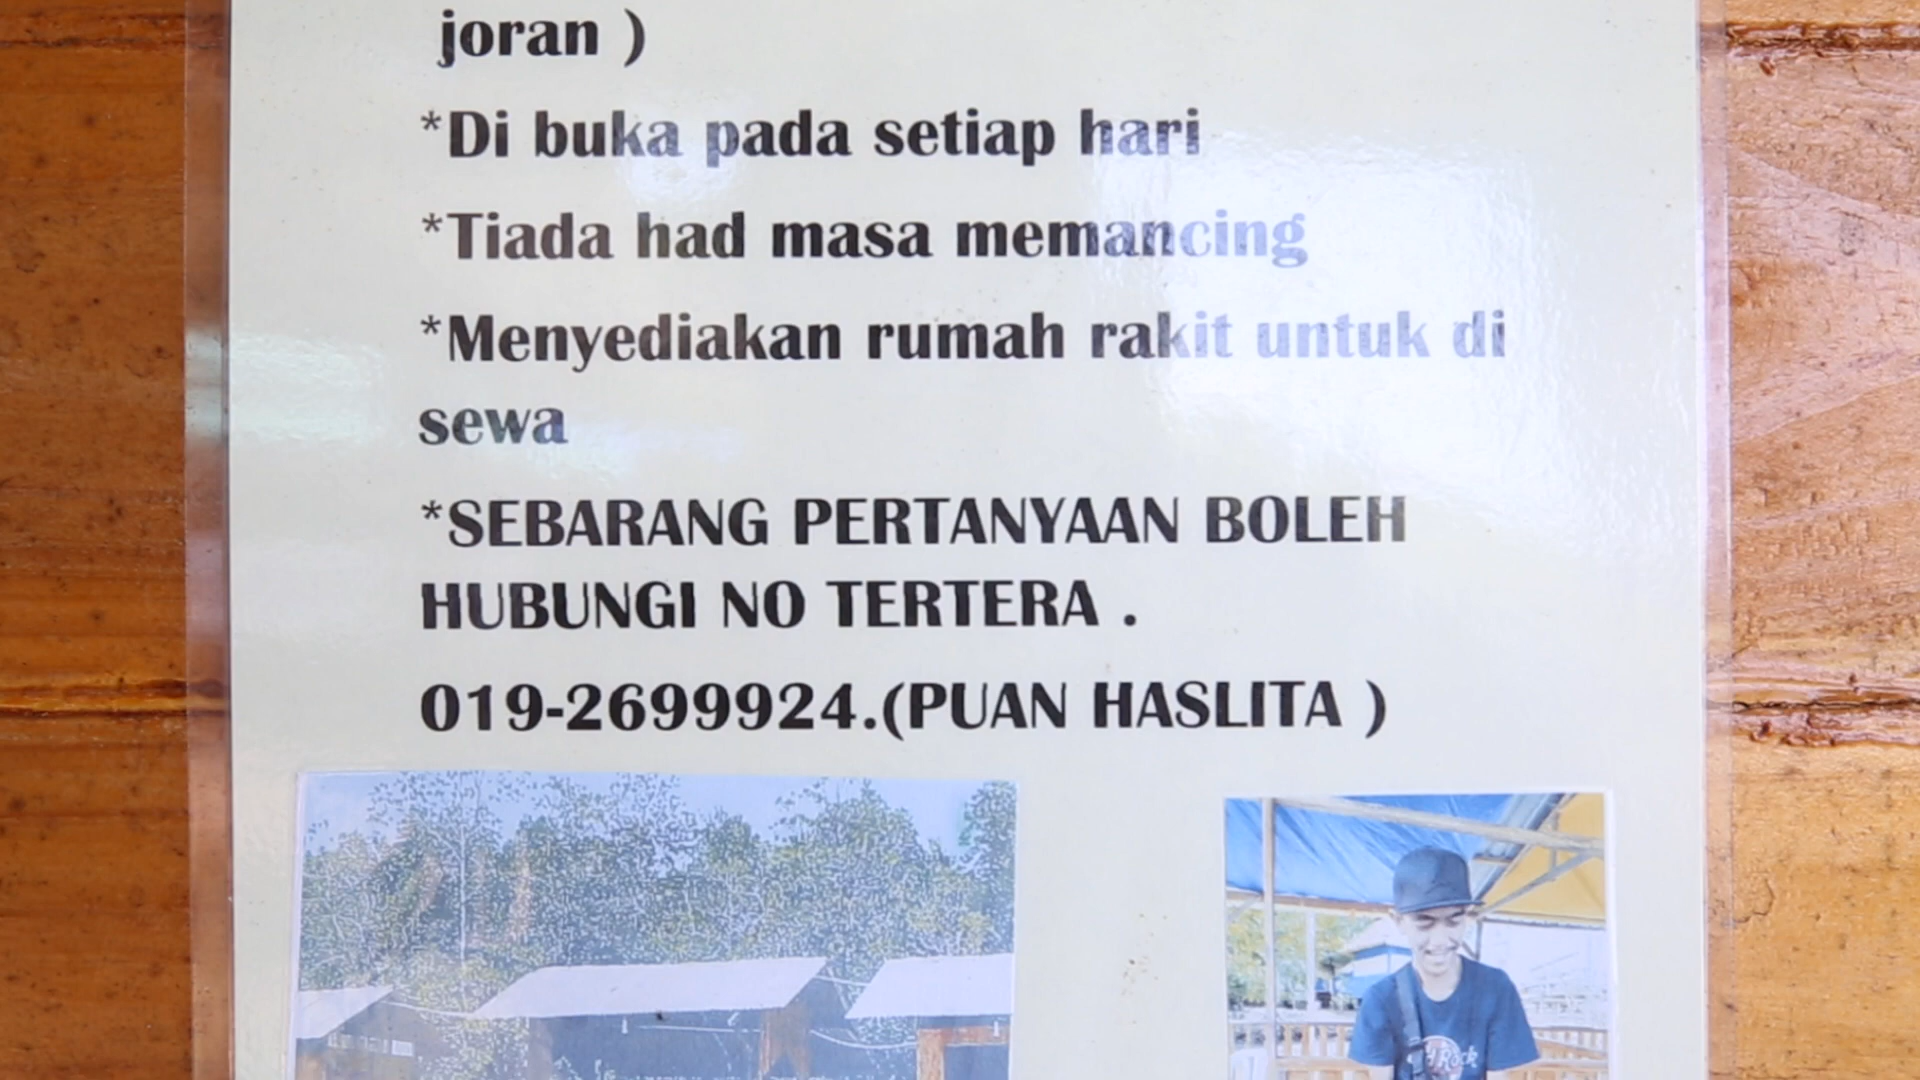 joran )
*Di buka pada setiap hari
*Tiada had masa memancing
*Menyediakan rumah rakit untuk di
sewa
*SEBARANG PERTANYAAN BOLEH
HUBUNGI NO TERTERA .
019-2699924.(PUAN HASLITA )
Rock